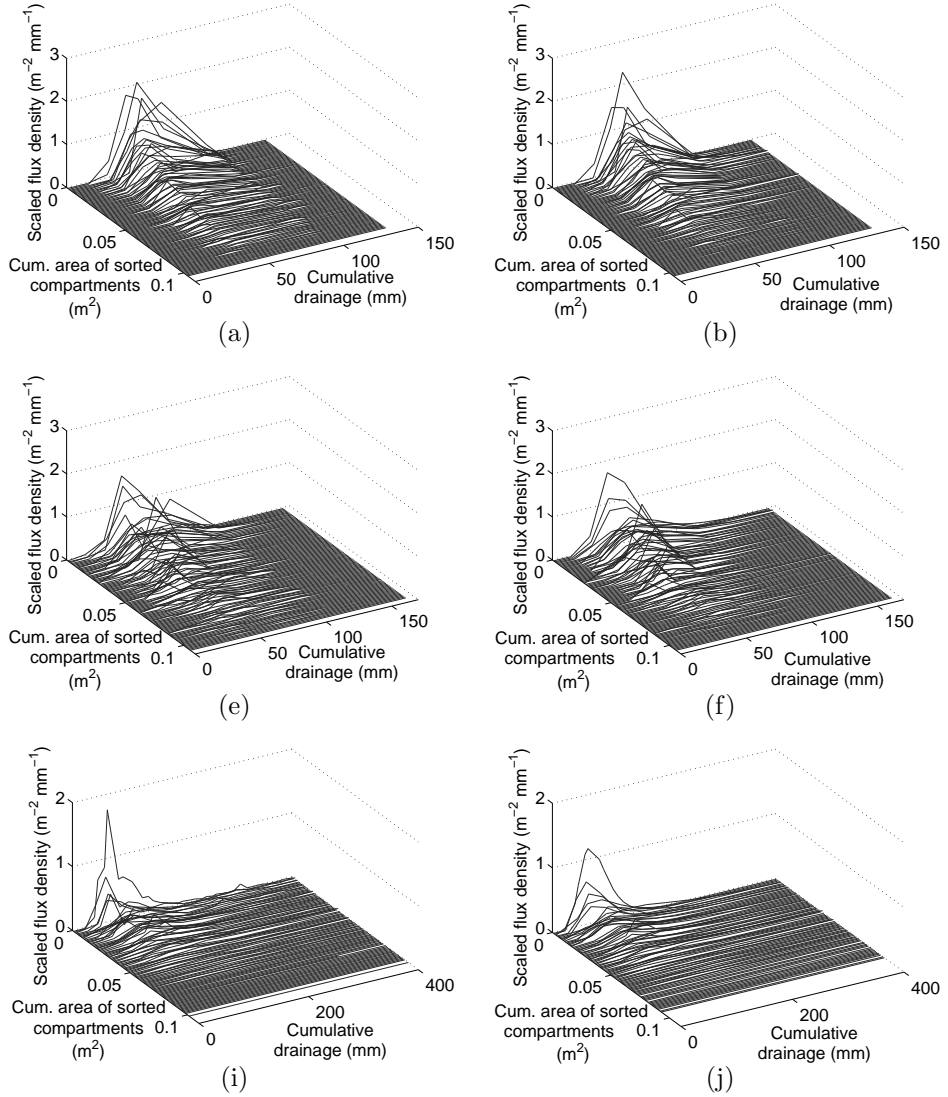 Scaled flux density (m−2 mm−1)
3
2
1
0
0
0.05
0.1
Cum. area of sorted
compartments
(m2)
0
50
100
150
Cumulative
drainage (mm)
(a)
Scaled flux density (m−2 mm−1)
3
2
1
0
0
0.05
0.1
Cum. area of sorted
compartments
(m2)
0
50
100
150
Cumulative
drainage (mm)
(b)
Scaled flux density (m−2 mm−1)
3
2
1
0
0
0.05
0.1
Cum. area of sorted
compartments
(m2)
0
50
100
150
Cumulative
drainage (mm)
(e)
Scaled flux density (m−2 mm−1)
3
2
1
0
0
0.05
0.1
Cum. area of sorted
compartments
(m2)
0
50
100
150
Cumulative
drainage (mm)
(f)
Scaled flux density (m−2 mm−1)
2
1
0
0
0.05
0.1
Cum. area of sorted
compartments
(m2)
0
200
400
Cumulative
drainage (mm)
(i)
Scaled flux density (m−2 mm−1)
2
1
0
0
0.05
0.1
Cum. area of sorted
compartments
(m2)
0
200
400
Cumulative
drainage (mm)
(j)